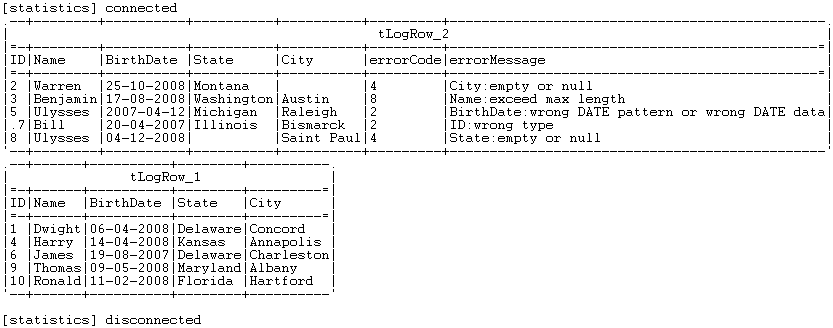 [statistics] connected
tLogRow_2
ID|Name    |BirthDate |State     |City      |errorCode|errorMessage
2 |Warren  |25-10-2008|Montana   |          |4        |City:empty or null
3 |Benjamin|17-08-2008|Washington|Austin    |8        |Name:exceed max length
5 |Ulysses |2007-04-12|Michigan  |Raleigh   |2        |BirthDate:wrong DATE pattern or wrong DATE data
.7|Bill    |20-04-2007|Illinois  |Bismarck  |2        |ID:wrong type
8 |Ulysses |04-12-2008|          |Saint Paul|4        |State:empty or null
tLogRow_1
ID|Name  |BirthDate |State   |City
1 |Dwight|06-04-2008|Delaware|Concord
4 |Harry |14-04-2008|Kansas  |Annapolis
6 |James |19-08-2007|Delaware|Charleston
9 |Thomas|09-05-2008|Maryland|Albany
10|Ronald|11-02-2008|Florida |Hartford
[statistics] disconnected